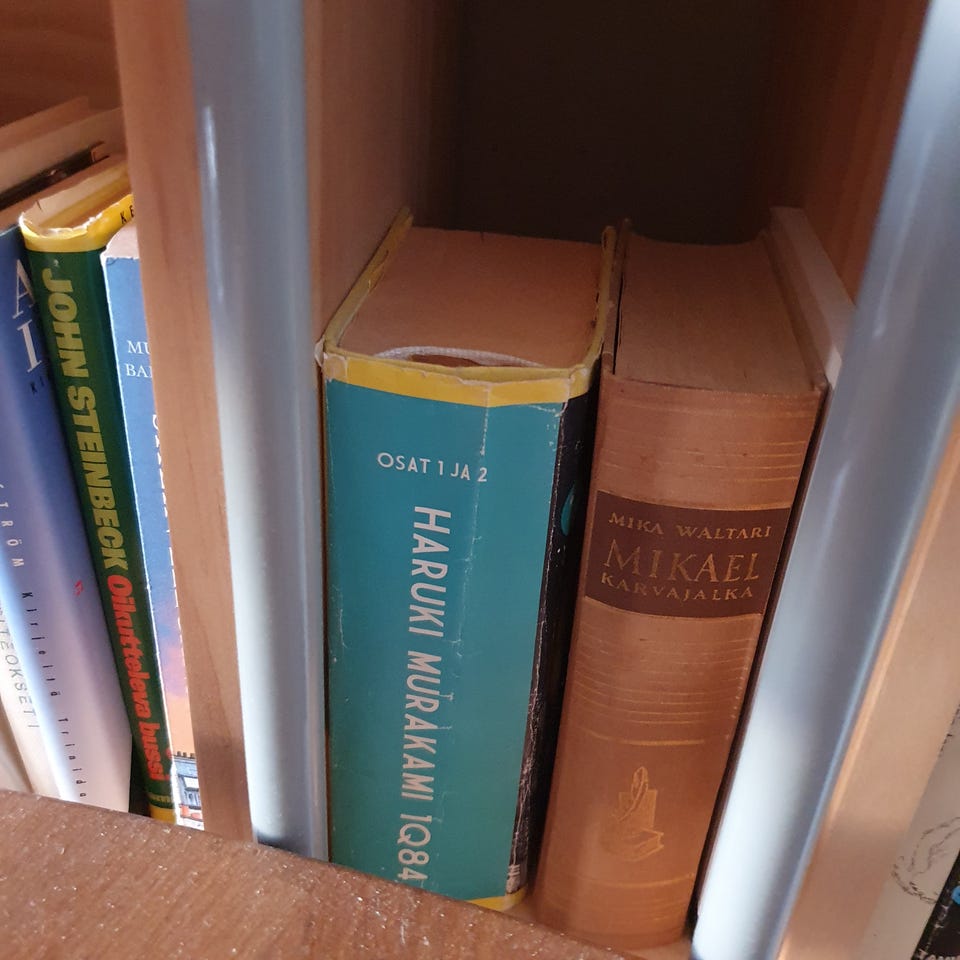 JOHN STEINBECK Oikutteleva bussi
OSAT 1 JA 2
HARUKI MURAKAMI 1Q84
MIKA WALTARI
MIKAEL
KARVAJALKA